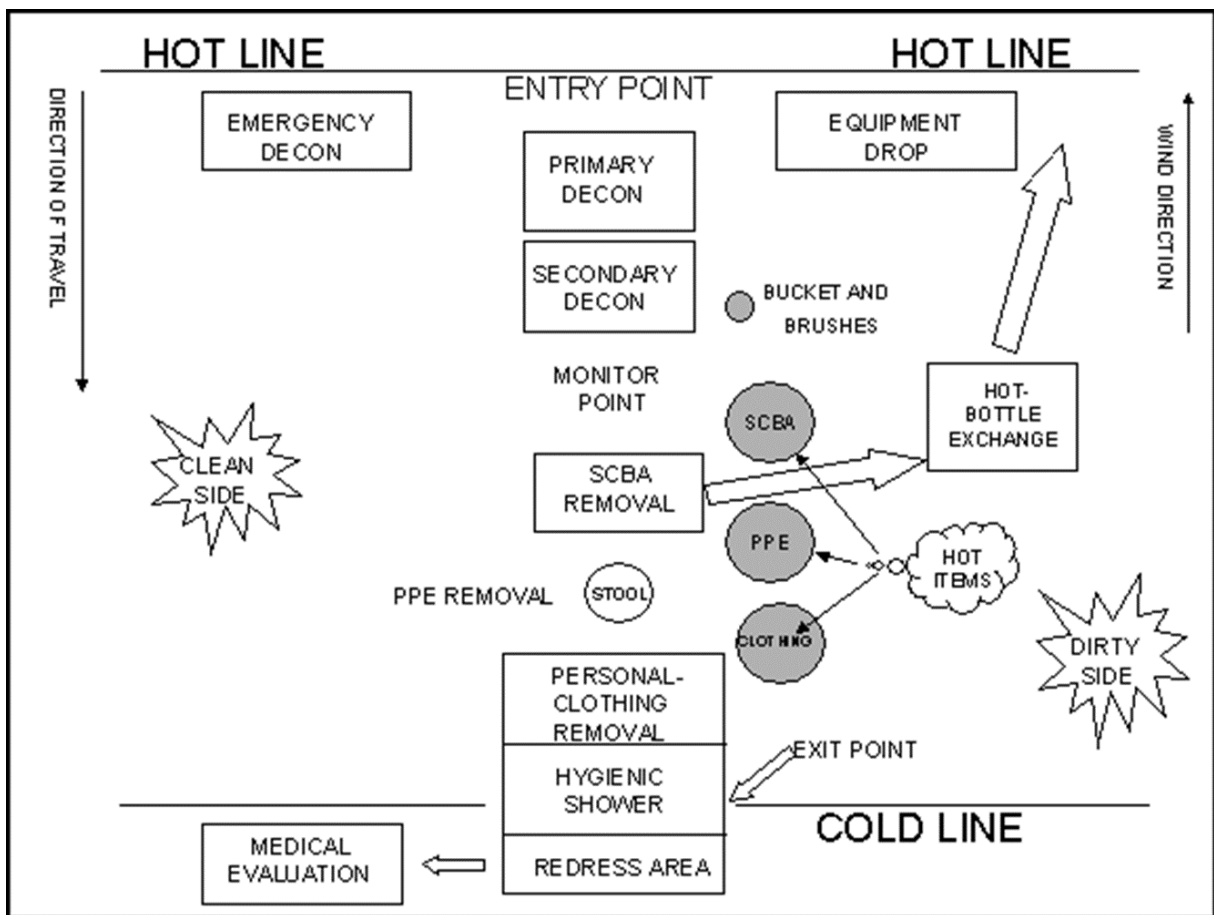 HOT LINE
HOT LINE
ENTRY POINT
DIRECTION OF TRAVEL
EMERGENCY
DECON
PRIMARY
DECON
EQUIPMENT
DROP
WIND DIRECTION
SECONDARY
DECON
BUCKET AND
BRUSHES
MONITOR
POINT
SCBA
HOT-
BOTTLE
EXCHANGE
CLEAN
SIDE
SCBA
REMOVAL
PPE
HOT
ITEMS
PPE REMOVAL
STOOL
CLOTHING
DIRTY
SIDE
PERSONAL-
CLOTHING
REMOVAL
EXIT POINT
HYGIENIC
SHOWER
COLD LINE
MEDICAL
EVALUATION
REDRESS AREA